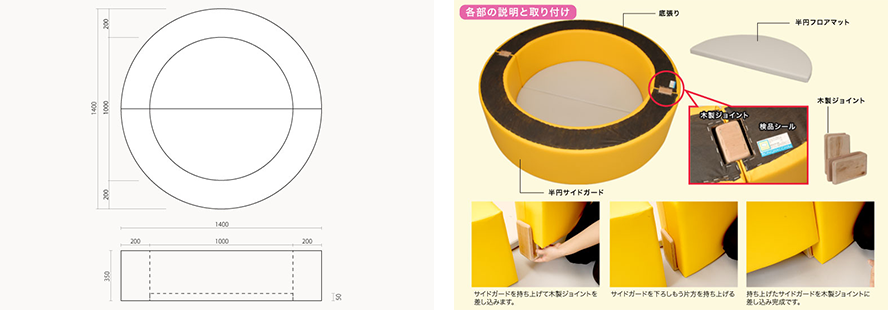 200
1400
1000
200
1400
200
1000
200
350
50
各部の説明と取り付け
底張り
半円フロアマット
木製ジョイント
検品シール
木製ジョイント
半円サイドガード
サイドガードを持ち上げて木製ジョイントを
差し込みます。
サイドガードを下ろしもう片方を持ち上げる
持ち上げたサイドガードを木製ジョイントに
差し込み完成です。